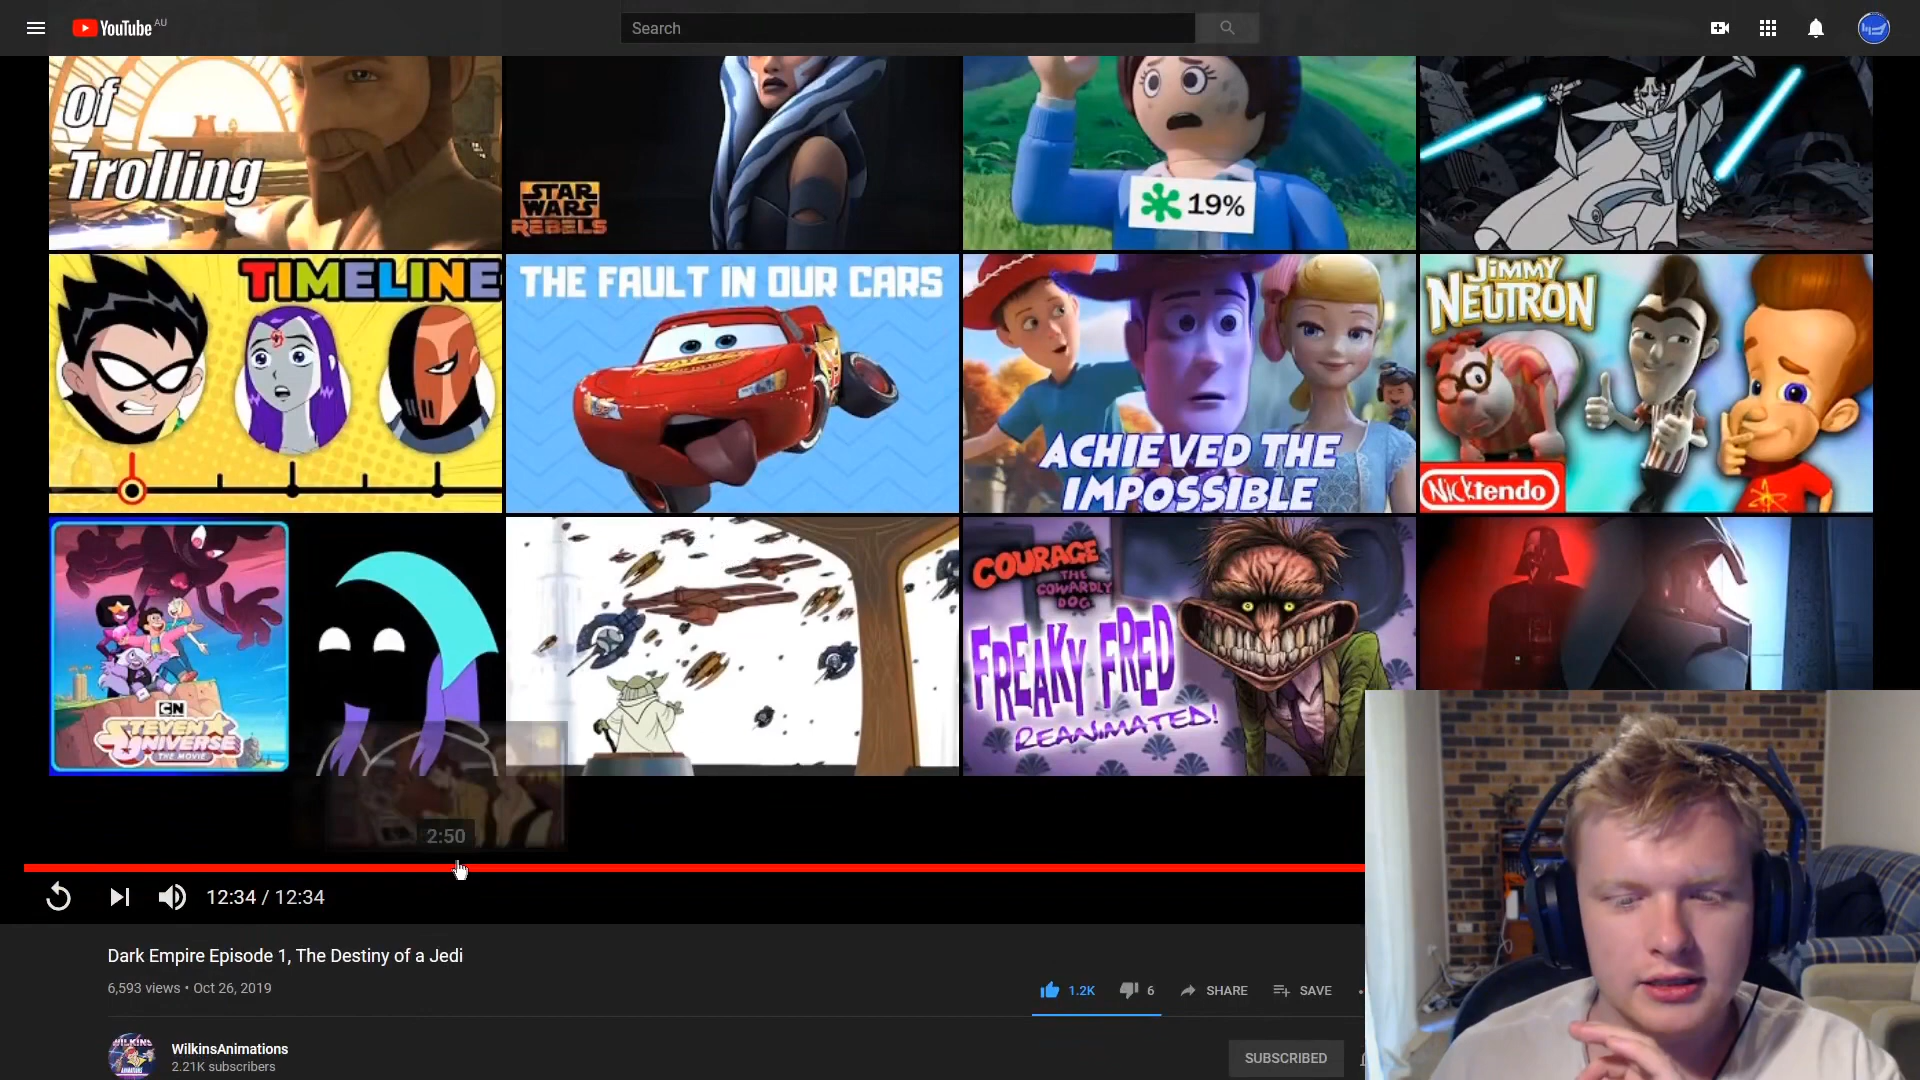 YouTube AU
Search
of
Trolling
STAR
WARS
REBELS
19%
TIMELINE
THE FAULT IN OUR CARS
ACHIEVED THE
IMPOSSIBLE
JIMMY
NEUTRON
Nicktendo
CN
STEVEN
UNIVERSE
THE MOVIE
COURAGE
THE
COWARDLY
DOG
FREAKY FRED
REANIMATED!
2:50
12:34 / 12:34
Dark Empire Episode 1, The Destiny of a Jedi
6,593 views • Oct 26, 2019
1.2K
6
SHARE
SAVE
WILKINS
WilkinsAnimations
2.21K subscribers
SUBSCRIBED